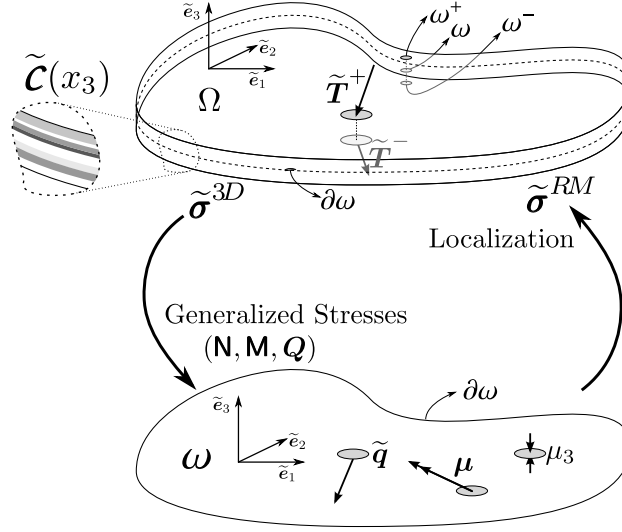 ẽ₃
ẽ₂
ẽ₁
ω⁺
ω
ω⁻
C̃(x₃)
Ω
T̃⁺
T̃⁻
∂ω
σ̃³ᴰ
σ̃ᴿᴹ
Localization
Generalized Stresses
(N, M, Q)
∂ω
ẽ₃
ẽ₂
ẽ₁
ω
q̃
μ
μ₃